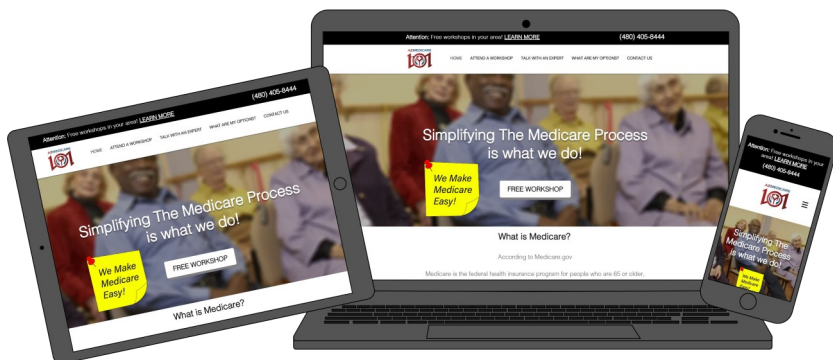 Attention: Free workshops in your area! LEARN MORE
(480) 405-8444
AZMEDICARE
101
HOME
ATTEND A WORKSHOP
TALK WITH AN EXPERT
WHAT ARE MY OPTIONS?
CONTACT US
Simplifying The Medicare Process
is what we do!
We Make
Medicare
Easy!
FREE WORKSHOP
What is Medicare?
Attention: Free workshops in your area! LEARN MORE
(480) 405-8444
AZMEDICARE
101
HOME
ATTEND A WORKSHOP
TALK WITH AN EXPERT
WHAT ARE MY OPTIONS?
CONTACT US
Simplifying The Medicare Process
is what we do!
We Make
Medicare
Easy!
FREE WORKSHOP
What is Medicare?
According to Medicare.gov
Medicare is the federal health insurance program for people who are 65 or older,
Attention: Free workshops in your
area! LEARN MORE
(480) 405-8444
AZMEDICARE
101
Simplifying The
Medicare Process
is what we do!
We Make
Medicare
Easy!